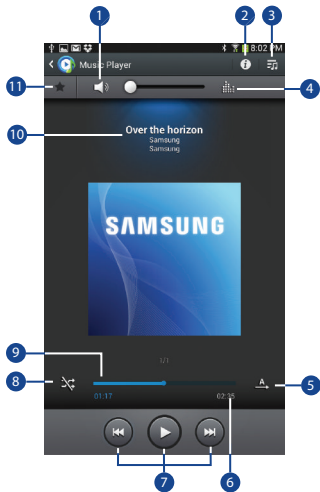 1
2
3
8:02 PM
Music Player
11
4
10
Over the horizon
Samsung
Samsung
SAMSUNG
1/1
9
8
A
5
01:17
02:35
6
7